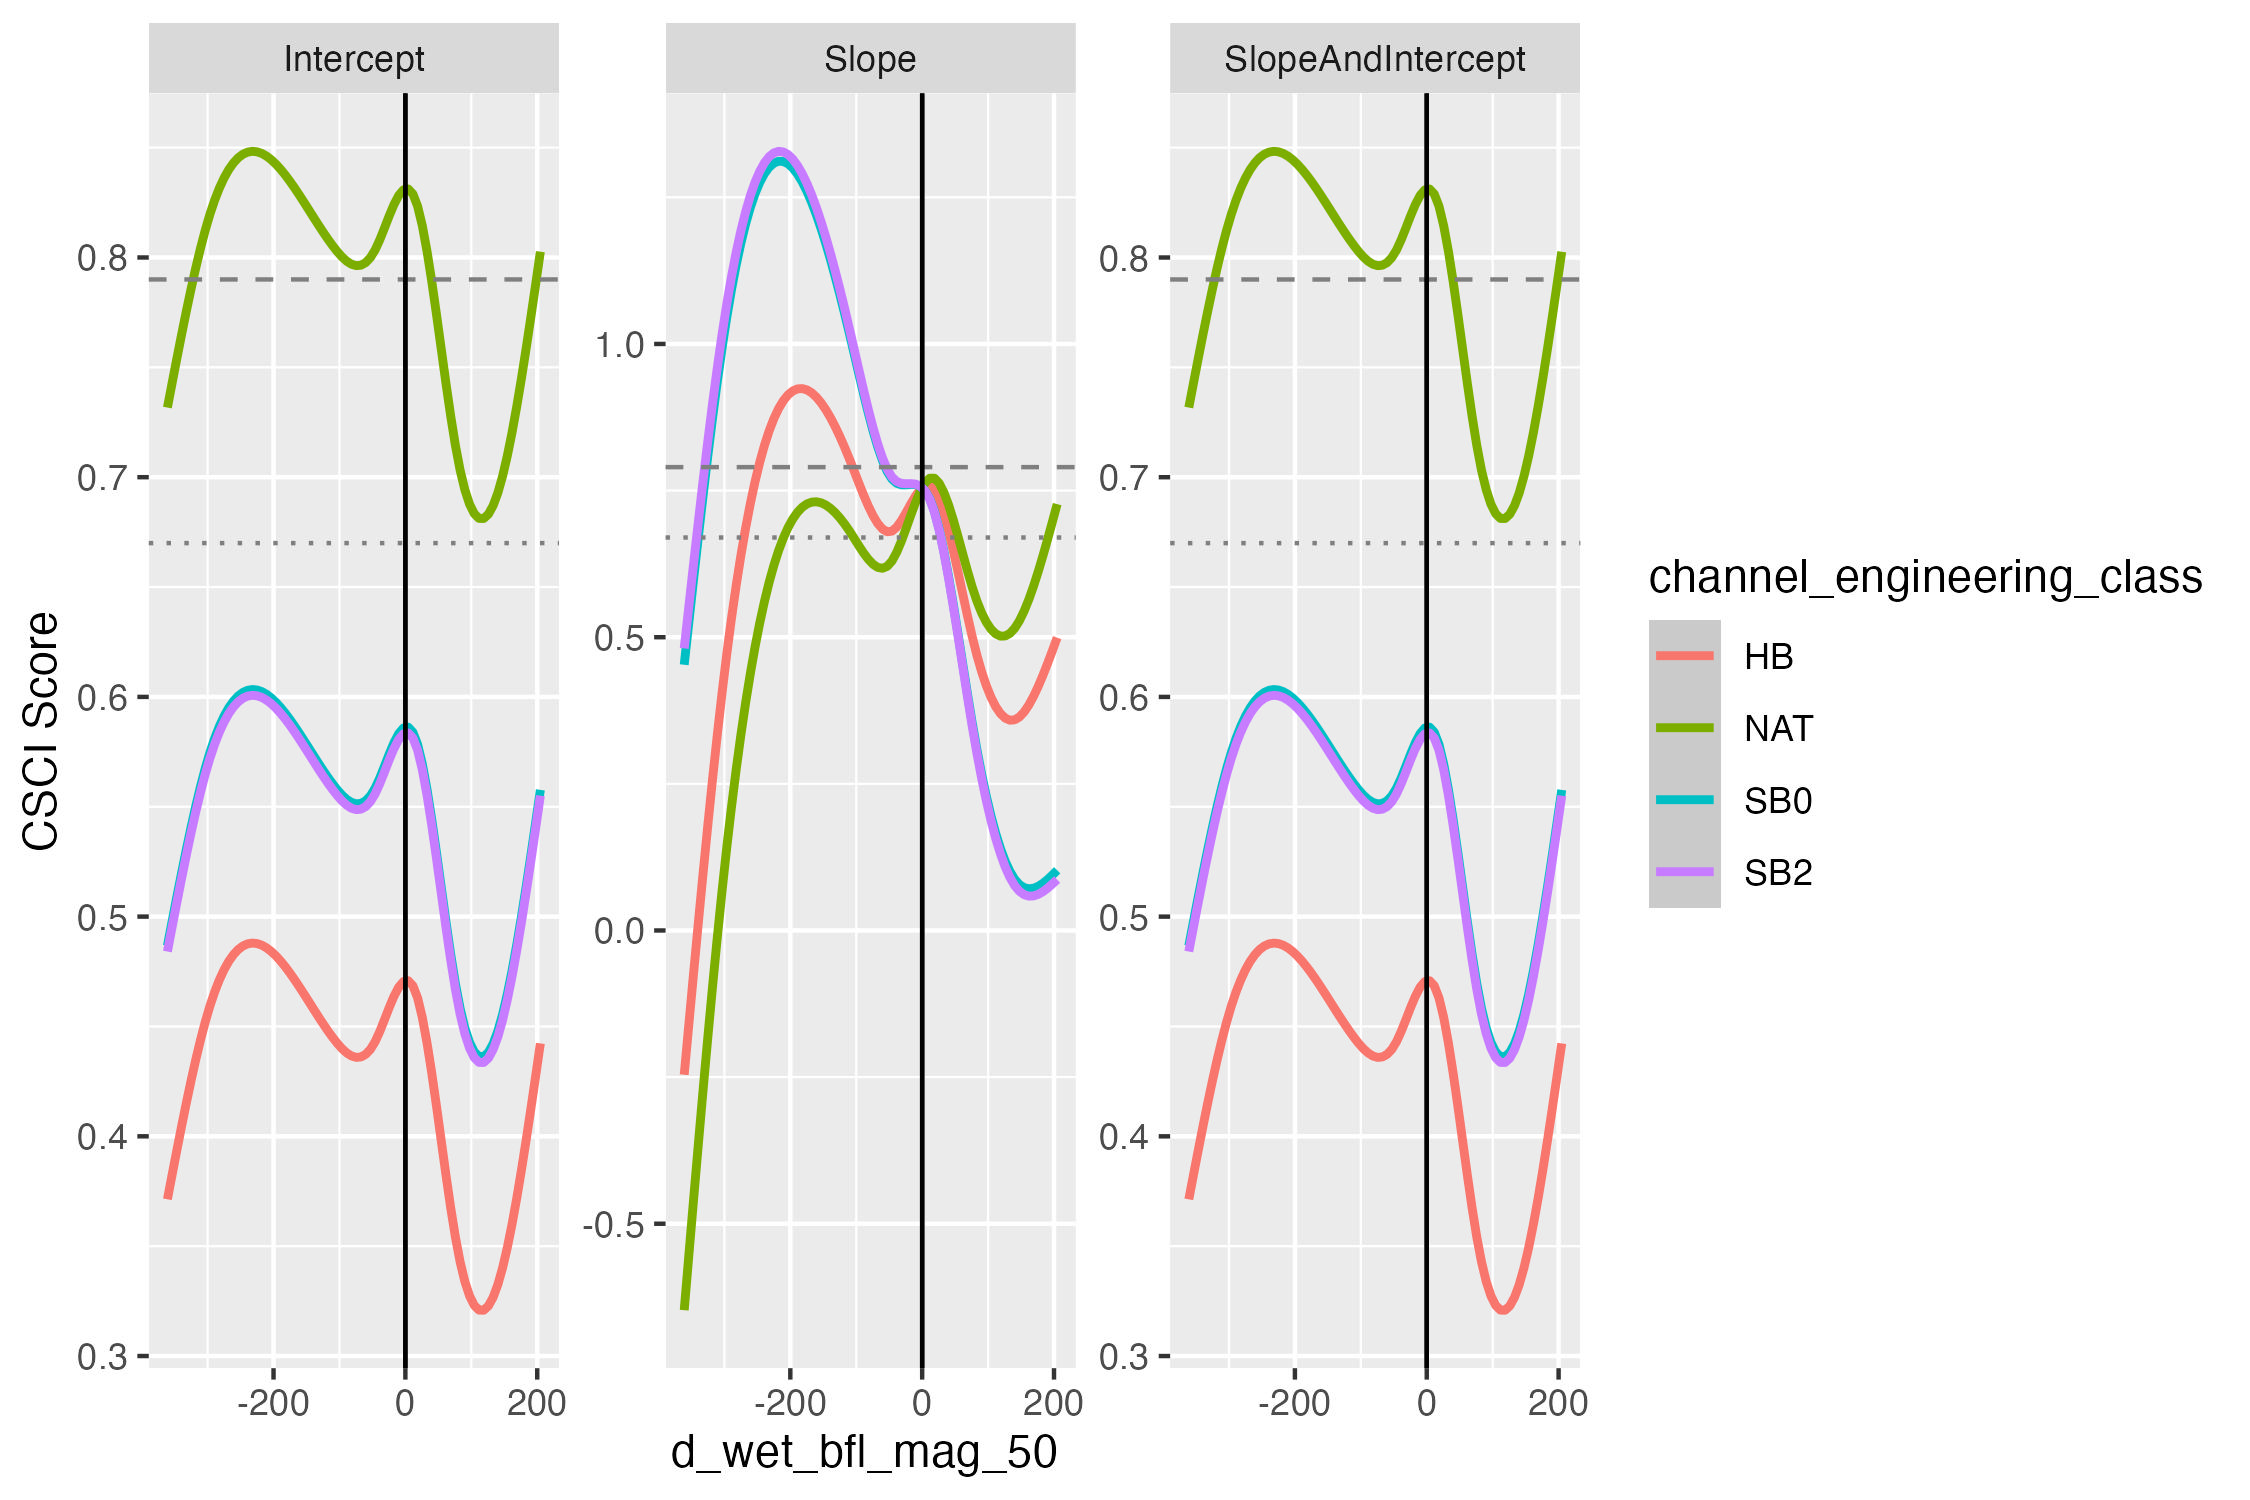 Intercept
Slope
SlopeAndIntercept
CSCI Score
0.8
0.7
0.6
0.5
0.4
0.3
-200 0 200
1.0
0.5
0.0
-0.5
-200 0 200
0.8
0.7
0.6
0.5
0.4
0.3
-200 0 200
d_wet_bfl_mag_50
channel_engineering_class
HB
NAT
SB0
SB2